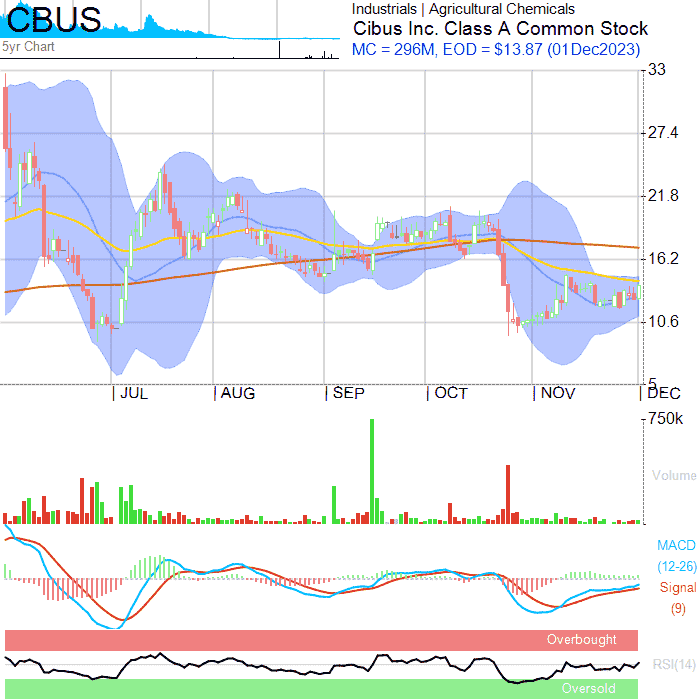 CBUS
Industrials | Agricultural Chemicals
Cibus Inc. Class A Common Stock
5yr Chart
MC = 296M, EOD = $13.87 (01Dec2023)
33
27.4
21.8
16.2
10.6
5
JUL AUG SEP OCT NOV DEC
750k
Volume
MACD
(12-26)
Signal
(9)
Overbought
RSI(14)
Oversold